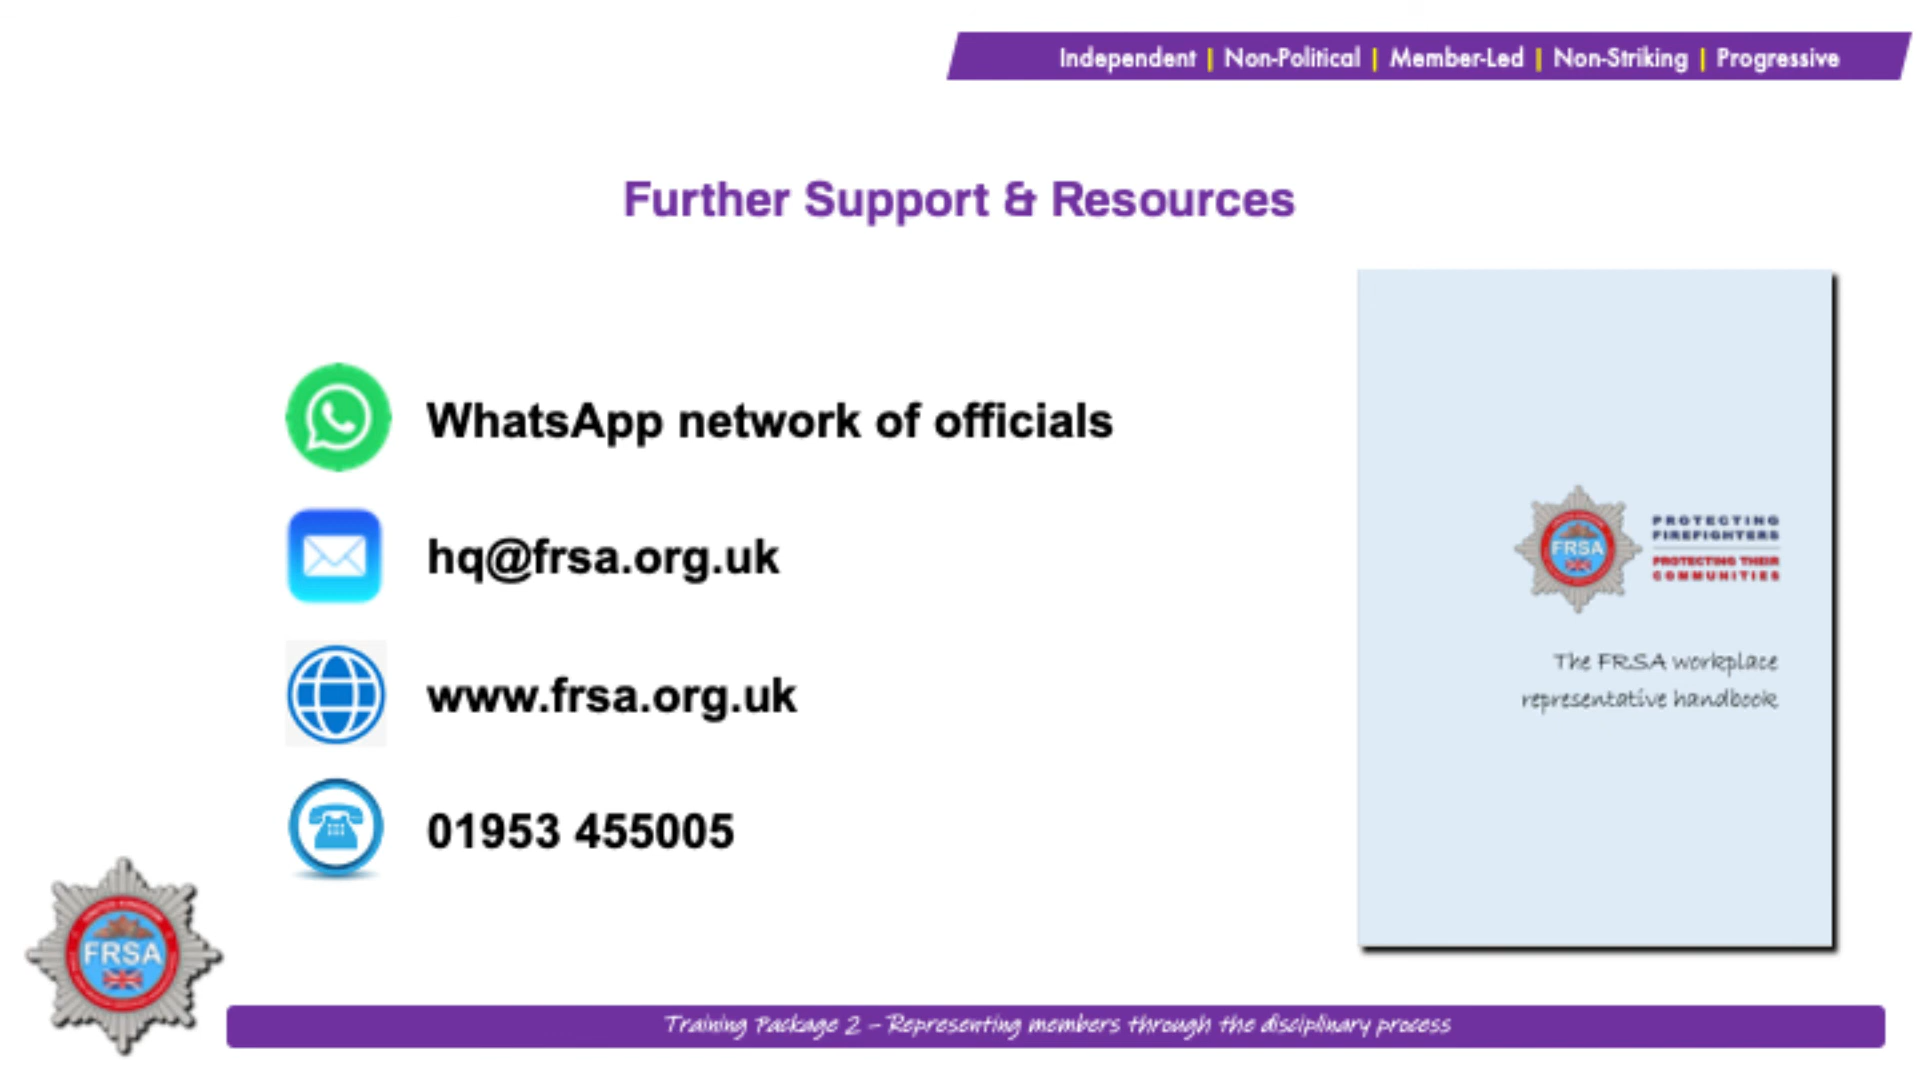 Independent | Non-Political | Member-Led | Non-Striking | Progressive
Further Support & Resources
WhatsApp network of officials
hq@frsa.org.uk
www.frsa.org.uk
01953 455005
PROTECTING
FIREFIGHTERS
PROTECTING THEIR
COMMUNITIES
FRSA
The FRSA workplace
representative handbook
FRSA
Training Package 2 – Representing members through the disciplinary process